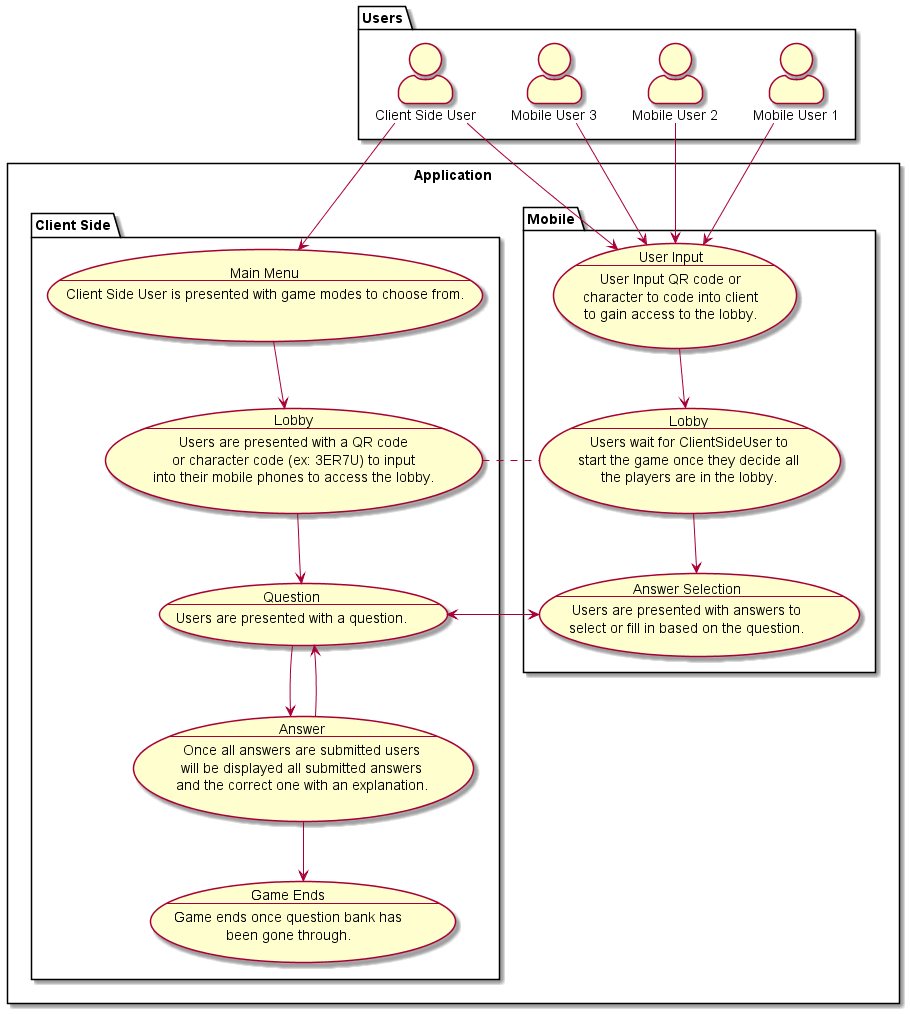 Users
Client Side User
Mobile User 3
Mobile User 2
Mobile User 1
Application
Client Side
Main Menu
Client Side User is presented with game modes to choose from.
Lobby
Users are presented with a QR code
or character code (ex: 3ER7U) to input
into their mobile phones to access the lobby.
Question
Users are presented with a question.
Answer
Once all answers are submitted users
will be displayed all submitted answers
and the correct one with an explanation.
Game Ends
Game ends once question bank has
been gone through.
Mobile
User Input
User Input QR code or
character to code into client
to gain access to the lobby.
Lobby
Users wait for ClientSideUser to
start the game once they decide all
the players are in the lobby.
Answer Selection
Users are presented with answers to
select or fill in based on the question.